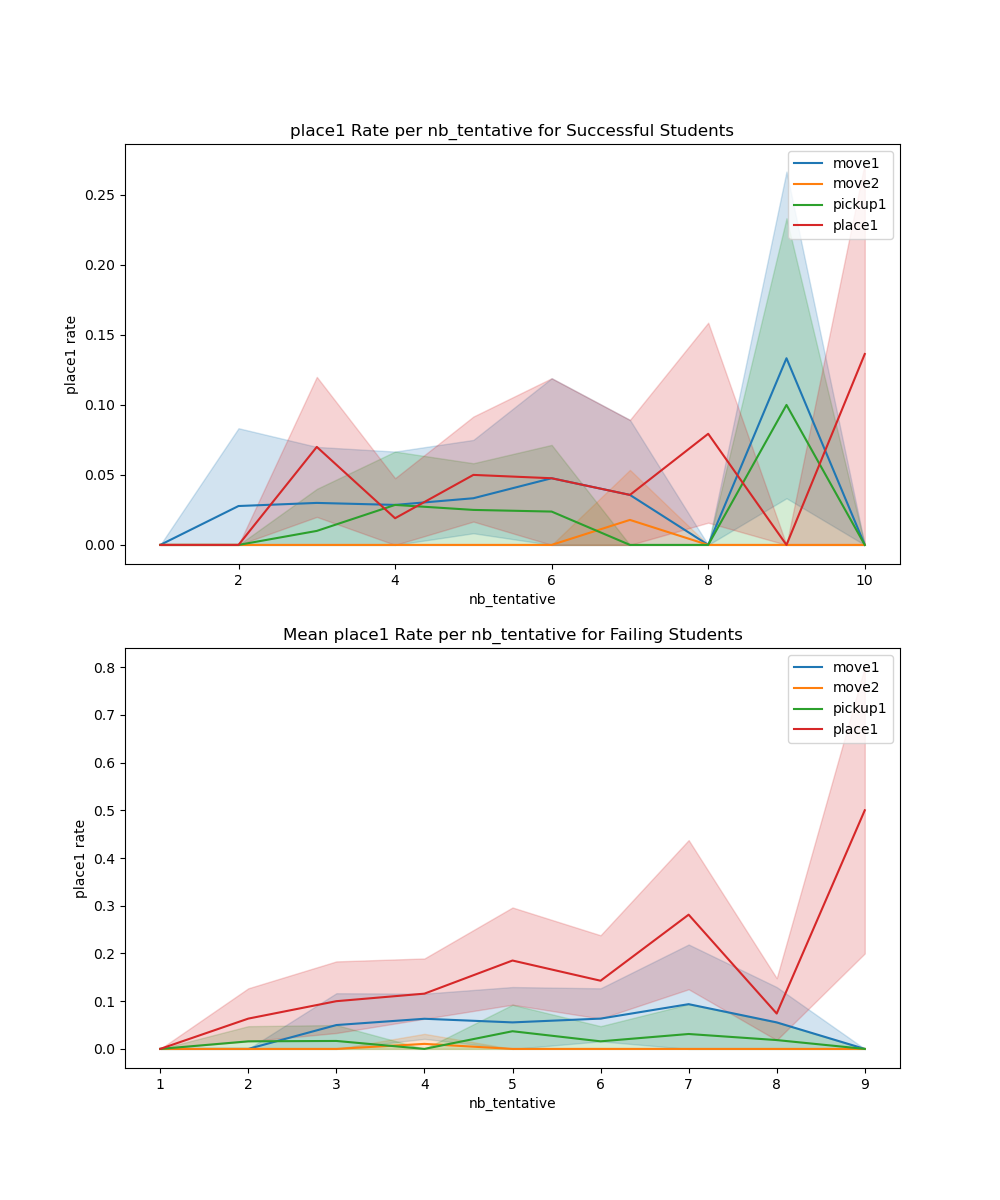 place1 Rate per nb_tentative for Successful Students
place1 rate
0.25
0.20
0.15
0.10
0.05
0.00
move1
move2
pickup1
place1
2 4 6 8 10
nb_tentative
Mean place1 Rate per nb_tentative for Failing Students
place1 rate
0.8
0.7
0.6
0.5
0.4
0.3
0.2
0.1
0.0
move1
move2
pickup1
place1
1 2 3 4 5 6 7 8 9
nb_tentative